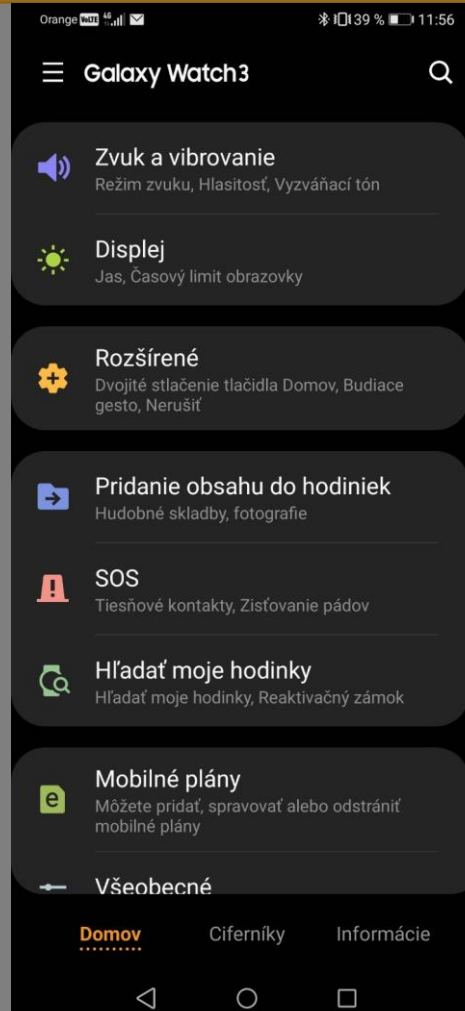 Orange VoLTE 4G 39 % 11:56
Galaxy Watch3
Zvuk a vibrovanie
Režim zvuku, Hlasitosť, Vyzváňací tón
Displej
Jas, Časový limit obrazovky
Rozšírené
Dvojité stlačenie tlačidla Domov, Budiace
gesto, Nerušiť
Pridanie obsahu do hodiniek
Hudobné skladby, fotografie
SOS
Tiesňové kontakty, Zisťovanie pádov
Hľadať moje hodinky
Hľadať moje hodinky, Reaktivačný zámok
e
Mobilné plány
Môžete pridať, spravovať alebo odstrániť
mobilné plány
Všeobecné
Domov Ciferníky Informácie